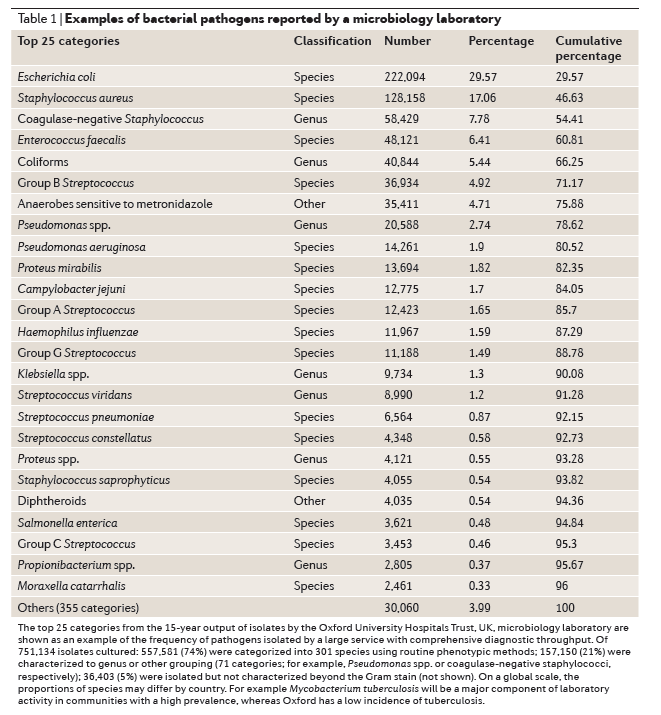 Table 1 | Examples of bacterial pathogens reported by a microbiology laboratory
Top 25 categories Classification Number Percentage Cumulative percentage
Escherichia coli Species 222,094 29.57 29.57
Staphylococcus aureus Species 128,158 17.06 46.63
Coagulase-negative Staphylococcus Genus 58,429 7.78 54.41
Enterococcus faecalis Species 48,121 6.41 60.81
Coliforms Genus 40,844 5.44 66.25
Group B Streptococcus Species 36,934 4.92 71.17
Anaerobes sensitive to metronidazole Other 35,411 4.71 75.88
Pseudomonas spp. Genus 20,588 2.74 78.62
Pseudomonas aeruginosa Species 14,261 1.9 80.52
Proteus mirabilis Species 13,694 1.82 82.35
Campylobacter jejuni Species 12,775 1.7 84.05
Group A Streptococcus Species 12,423 1.65 85.7
Haemophilus influenzae Species 11,967 1.59 87.29
Group G Streptococcus Species 11,188 1.49 88.78
Klebsiella spp. Genus 9,734 1.3 90.08
Streptococcus viridans Genus 8,990 1.2 91.28
Streptococcus pneumoniae Species 6,564 0.87 92.15
Streptococcus constellatus Species 4,348 0.58 92.73
Proteus spp. Genus 4,121 0.55 93.28
Staphylococcus saprophyticus Species 4,055 0.54 93.82
Diphtheroids Other 4,035 0.54 94.36
Salmonella enterica Species 3,621 0.48 94.84
Group C Streptococcus Species 3,453 0.46 95.3
Propionibacterium spp. Genus 2,805 0.37 95.67
Moraxella catarrhalis Species 2,461 0.33 96
Others (355 categories) 30,060 3.99 100
The top 25 categories from the 15-year output of isolates by the Oxford University Hospitals Trust, UK, microbiology laboratory are
shown as an example of the frequency of pathogens isolated by a large service with comprehensive diagnostic throughput. Of
751,134 isolates cultured: 557,581 (74%) were categorized into 301 species using routine phenotypic methods; 157,150 (21%) were
characterized to genus or other grouping (71 categories; for example, Pseudomonas spp. or coagulase-negative staphylococci,
respectively); 36,403 (5%) were isolated but not characterized beyond the Gram stain (not shown). On a global scale, the
proportions of species may differ by country. For example Mycobacterium tuberculosis will be a major component of laboratory
activity in communities with a high prevalence, whereas Oxford has a low incidence of tuberculosis.